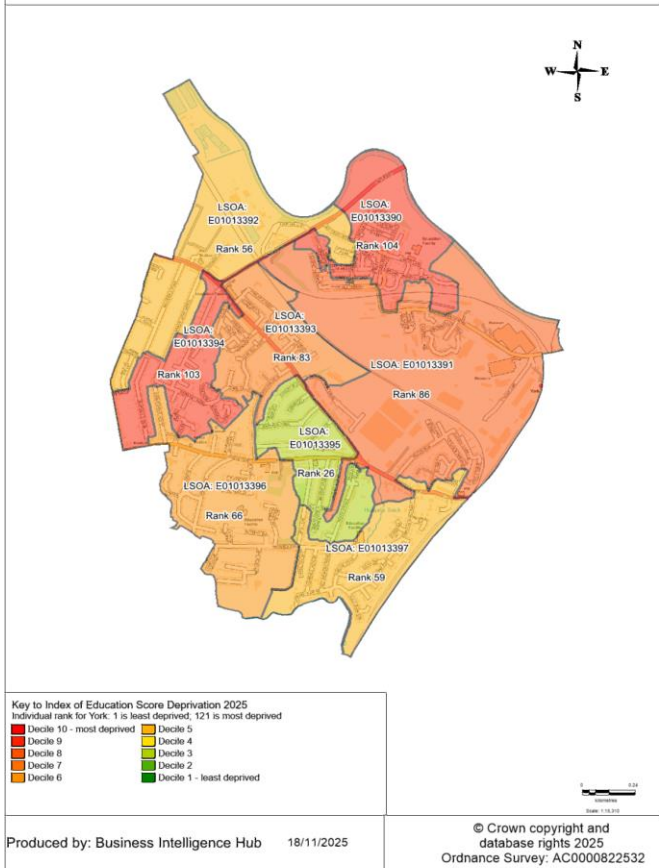 N
W E
S
LSOA:
E01013392
Rank 56
LSOA:
E01013390
Rank 104
LSOA:
E01013394
Rank 103
LSOA:
E01013393
Rank 83
LSOA: E01013391
Rank 86
LSOA:
E01013395
Rank 26
LSOA: E01013396
Rank 66
LSOA: E01013397
Rank 59
Key to Index of Education Score Deprivation 2025
Individual rank for York: 1 is least deprived; 121 is most deprived
Decile 10 - most deprived
Decile 9
Decile 8
Decile 7
Decile 6
Decile 5
Decile 4
Decile 3
Decile 2
Decile 1 - least deprived
0 0.24
kilometres
Produced by: Business Intelligence Hub 18/11/2025
© Crown copyright and
database rights 2025
Ordnance Survey: AC0000822532